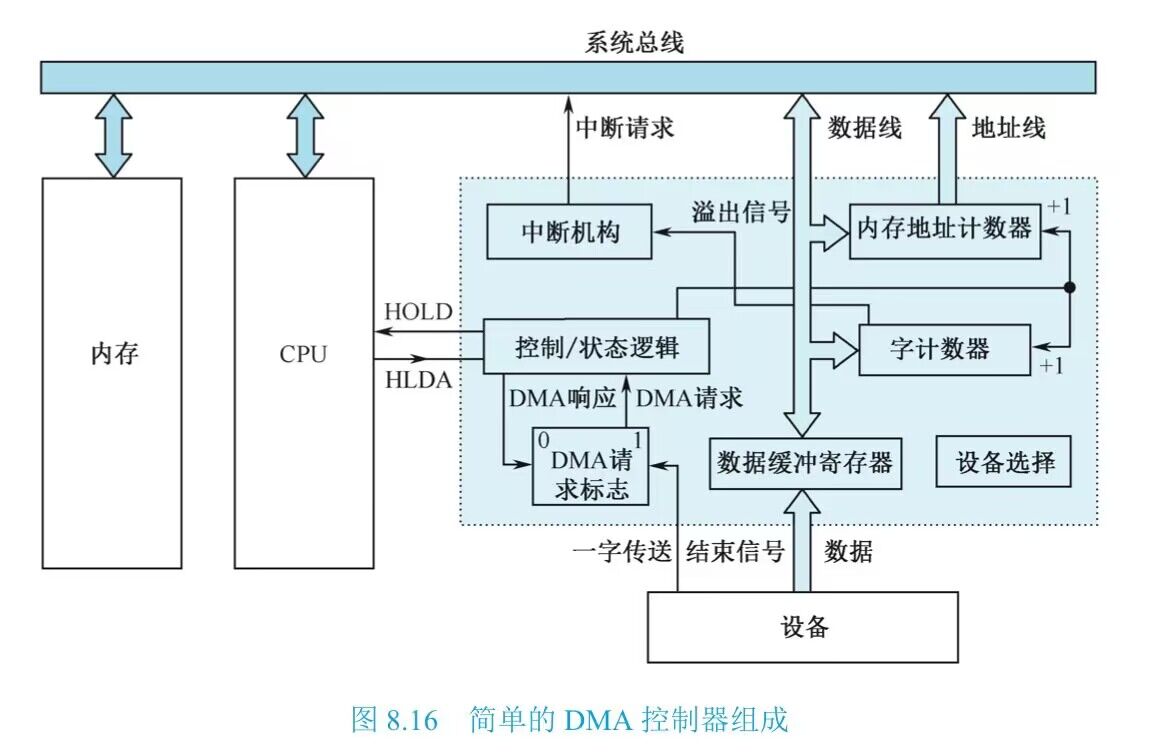 系统总线
中断请求
数据线
地址线
溢出信号
+1
中断机构
内存地址计数器
HOLD
内存
CPU
控制/状态逻辑
字计数器
HLDA
+1
DMA响应
DMA请求
0
1
DMA请
求标志
数据缓冲寄存器
设备选择
一字传送
结束信号
数据
设备
图 8.16 简单的 DMA 控制器组成